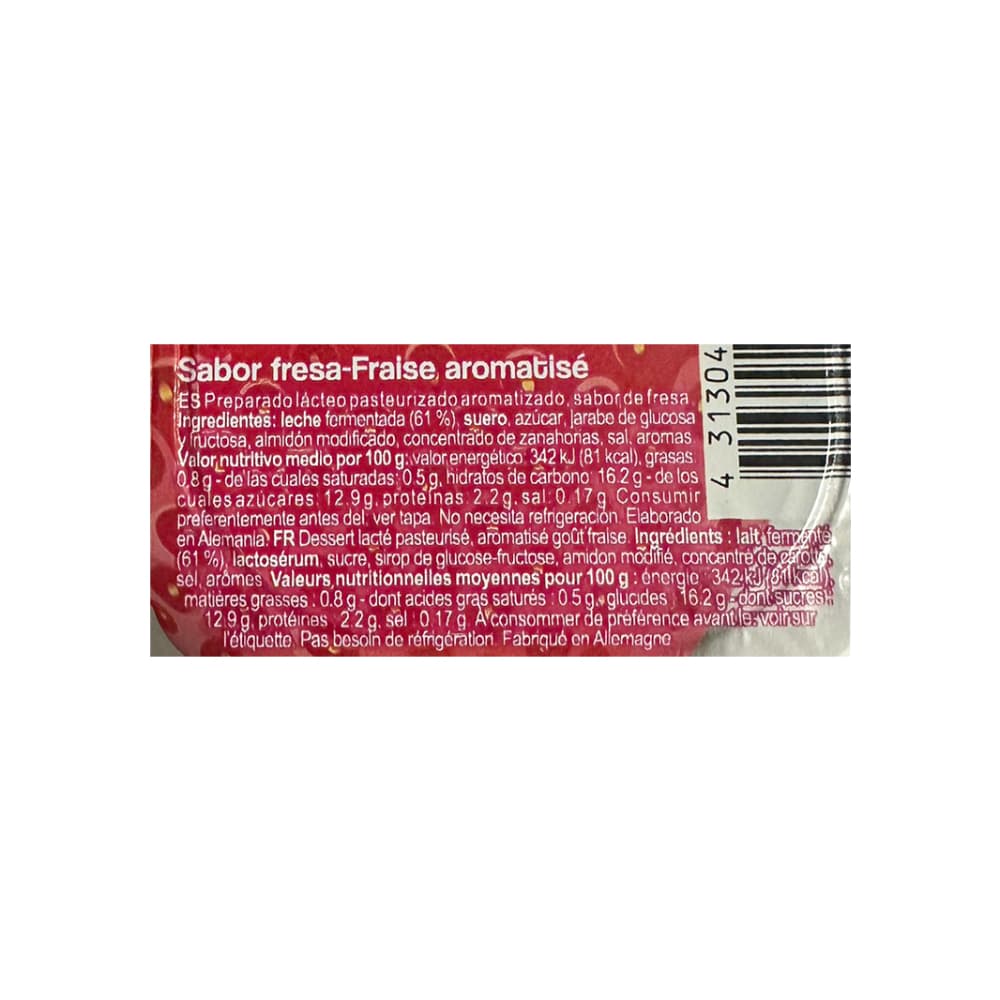 Sabor fresa-Fraise aromatisé
ES Preparado lácteo pasteurizado aromatizado, sabor de fresa.
Ingredientes: leche fermentada (61 %), suero, azúcar, jarabe de glucosa
y fructosa, almidón modificado, concentrado de zanahorias, sal, aromas.
Valor nutritivo medio por 100 g: valor energético: 342 kJ (81 kcal), grasas:
0.8 g - de las cuales saturadas: 0.5 g, hidratos de carbono: 16.2 g - de los
cuales azúcares: 12.9 g, proteínas: 2.2 g, sal: 0.17 g. Consumir
preferentemente antes del: ver tapa. No necesita refrigeración. Elaborado
en Alemania. FR Dessert lacté pasteurisé, aromatisé goût fraise. Ingrédients : lait fermenté
(61 %), lactosérum, sucre, sirop de glucose-fructose, amidon modifié, concentré de carotte,
sel, arômes. Valeurs nutritionnelles moyennes pour 100 g : énergie : 342 kJ (81 kcal),
matières grasses : 0.8 g - dont acides gras saturés : 0.5 g, glucides : 16.2 g - dont sucres :
12.9 g, protéines : 2.2 g, sel : 0.17 g. A consommer de préférence avant le: voir sur
l'étiquette. Pas besoin de réfrigération. Fabriqué en Allemagne
4 31304